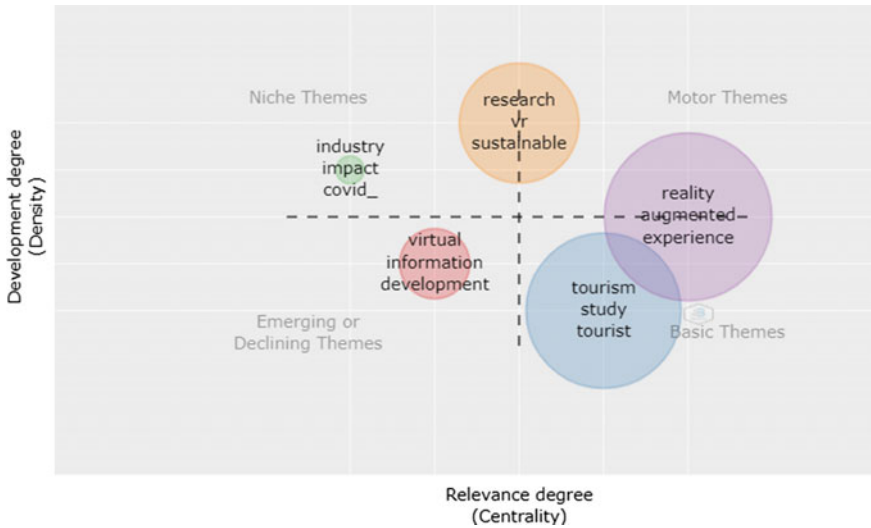 Niche Themes
Motor Themes
research
vr
sustainable
industry
impact
covid_
reality
augmented
experience
virtual
information
development
tourism
study
tourist
Emerging or
Declining Themes
Basic Themes
Development degree
(Density)
Relevance degree
(Centrality)